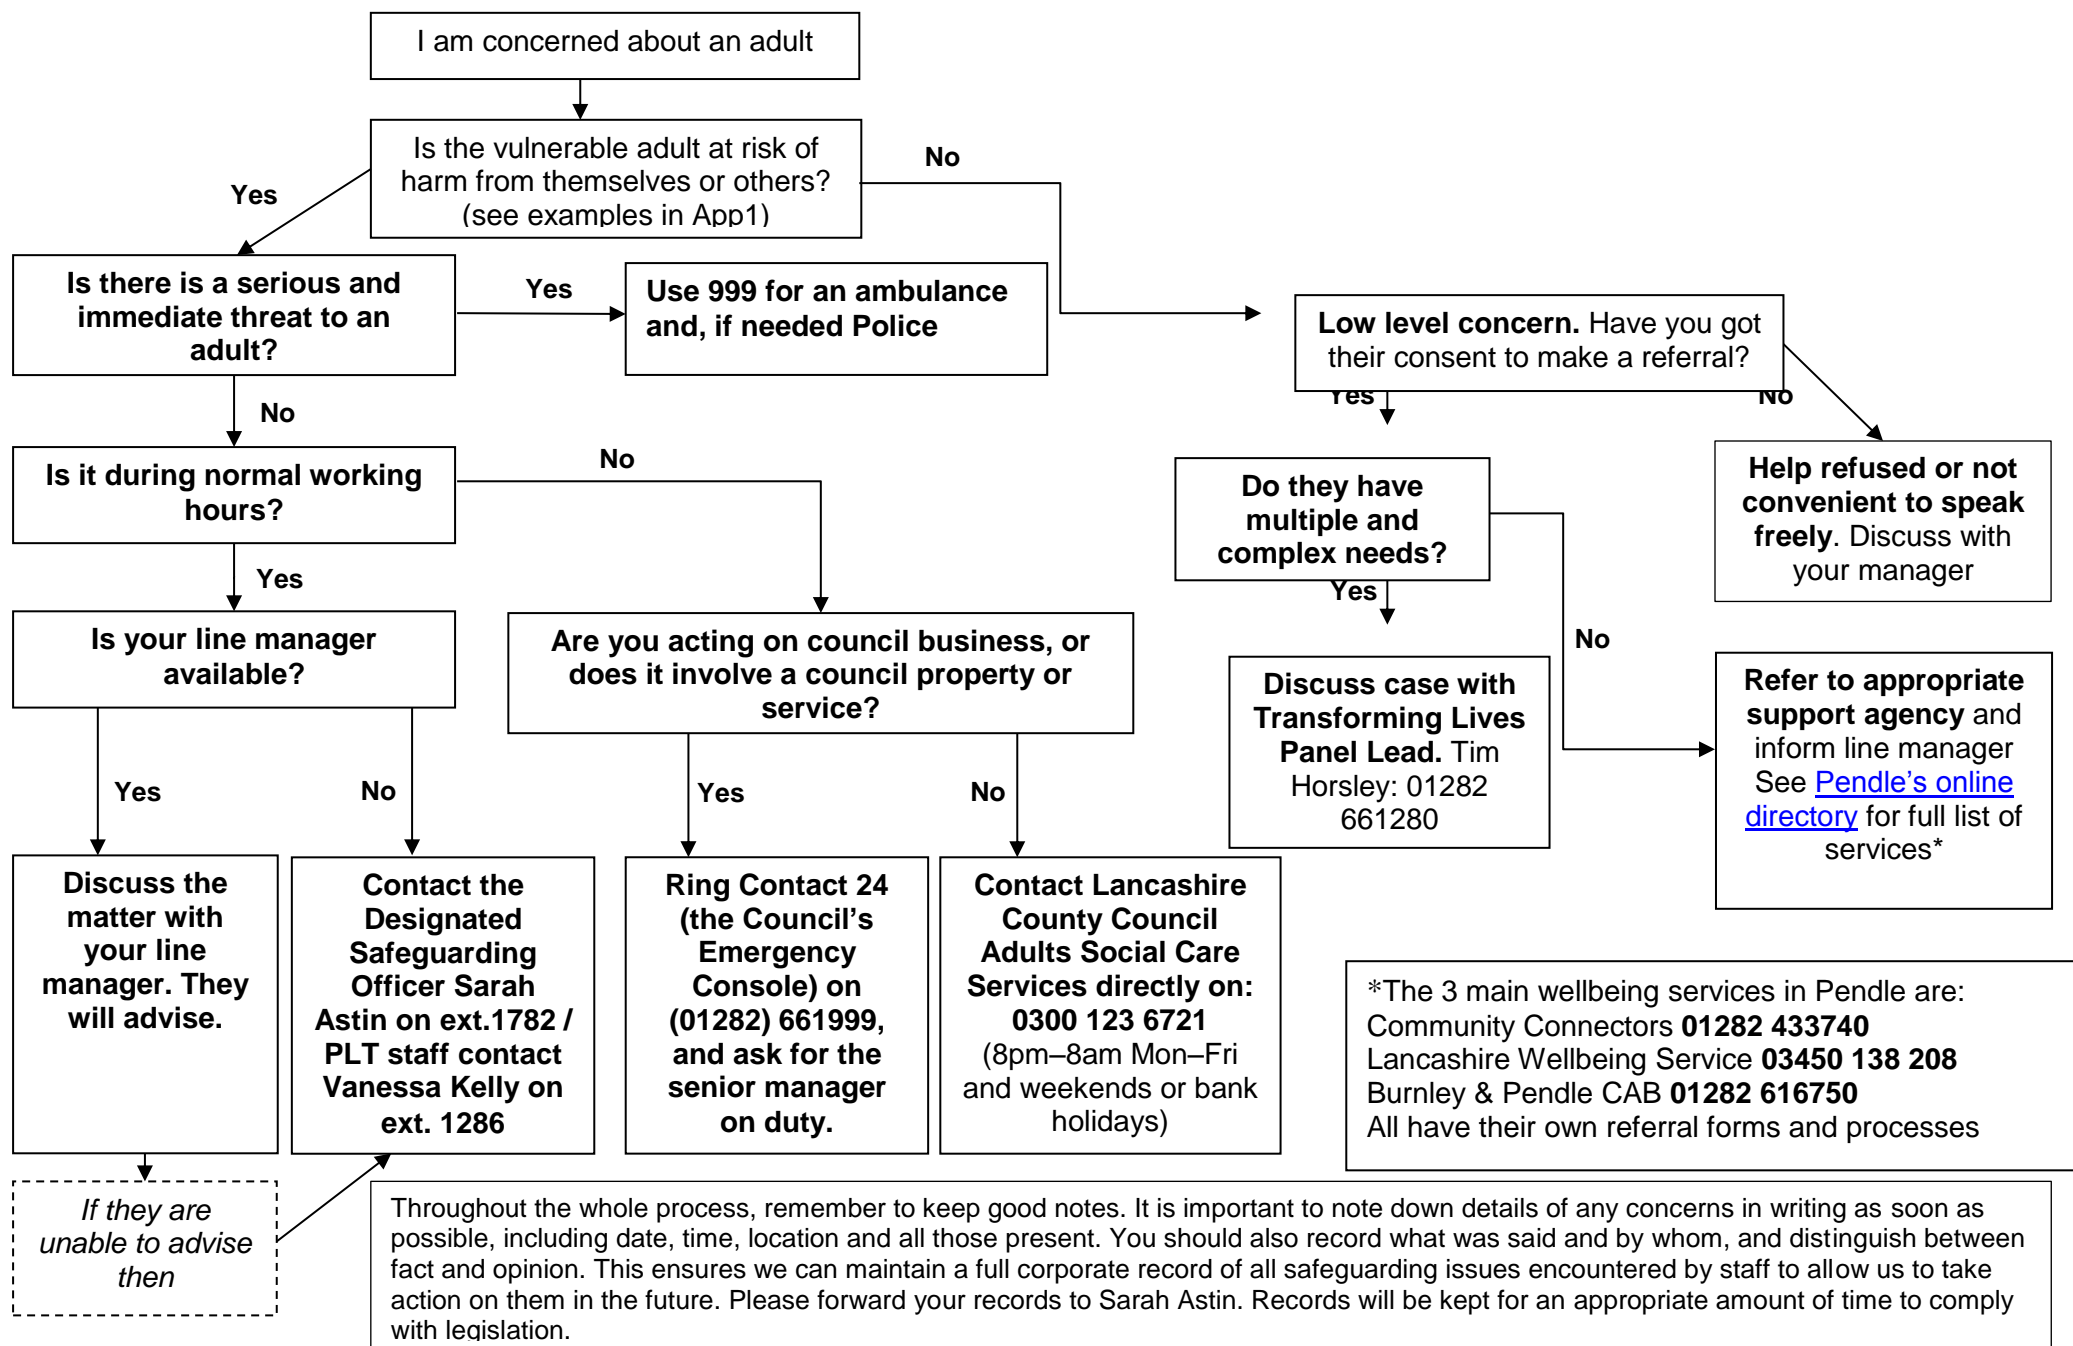 I am concerned about an adult
Is the vulnerable adult at risk of
harm from themselves or others?
(see examples in App1)
No
Yes
Is there is a serious and
immediate threat to an
adult?
Yes
Use 999 for an ambulance
and, if needed Police
Low level concern. Have you got
their consent to make a referral?
No
Yes
No
Is it during normal working
hours?
No
Do they have
multiple and
complex needs?
Help refused or not
convenient to speak
freely. Discuss with
your manager
Yes
Yes
No
Is your line manager
available?
Are you acting on council business, or
does it involve a council property or
service?
Discuss case with
Transforming Lives
Panel Lead. Tim
Horsley: 01282
661280
Refer to appropriate
support agency and
inform line manager
See Pendle's online
directory for full list of
services*
Yes
No
Yes
No
Discuss the
matter with
your line
manager. They
will advise.
Contact the
Designated
Safeguarding
Officer Sarah
Astin on ext.1782 /
PLT staff contact
Vanessa Kelly on
ext. 1286
Ring Contact 24
(the Council's
Emergency
Console) on
(01282) 661999,
and ask for the
senior manager
on duty.
Contact Lancashire
County Council
Adults Social Care
Services directly on:
0300 123 6721
(8pm–8am Mon–Fri
and weekends or bank
holidays)
*The 3 main wellbeing services in Pendle are:
Community Connectors 01282 433740
Lancashire Wellbeing Service 03450 138 208
Burnley & Pendle CAB 01282 616750
All have their own referral forms and processes
If they are
unable to advise
then
Throughout the whole process, remember to keep good notes. It is important to note down details of any concerns in writing as soon as
possible, including date, time, location and all those present. You should also record what was said and by whom, and distinguish between
fact and opinion. This ensures we can maintain a full corporate record of all safeguarding issues encountered by staff to allow us to take
action on them in the future. Please forward your records to Sarah Astin. Records will be kept for an appropriate amount of time to comply
with legislation.